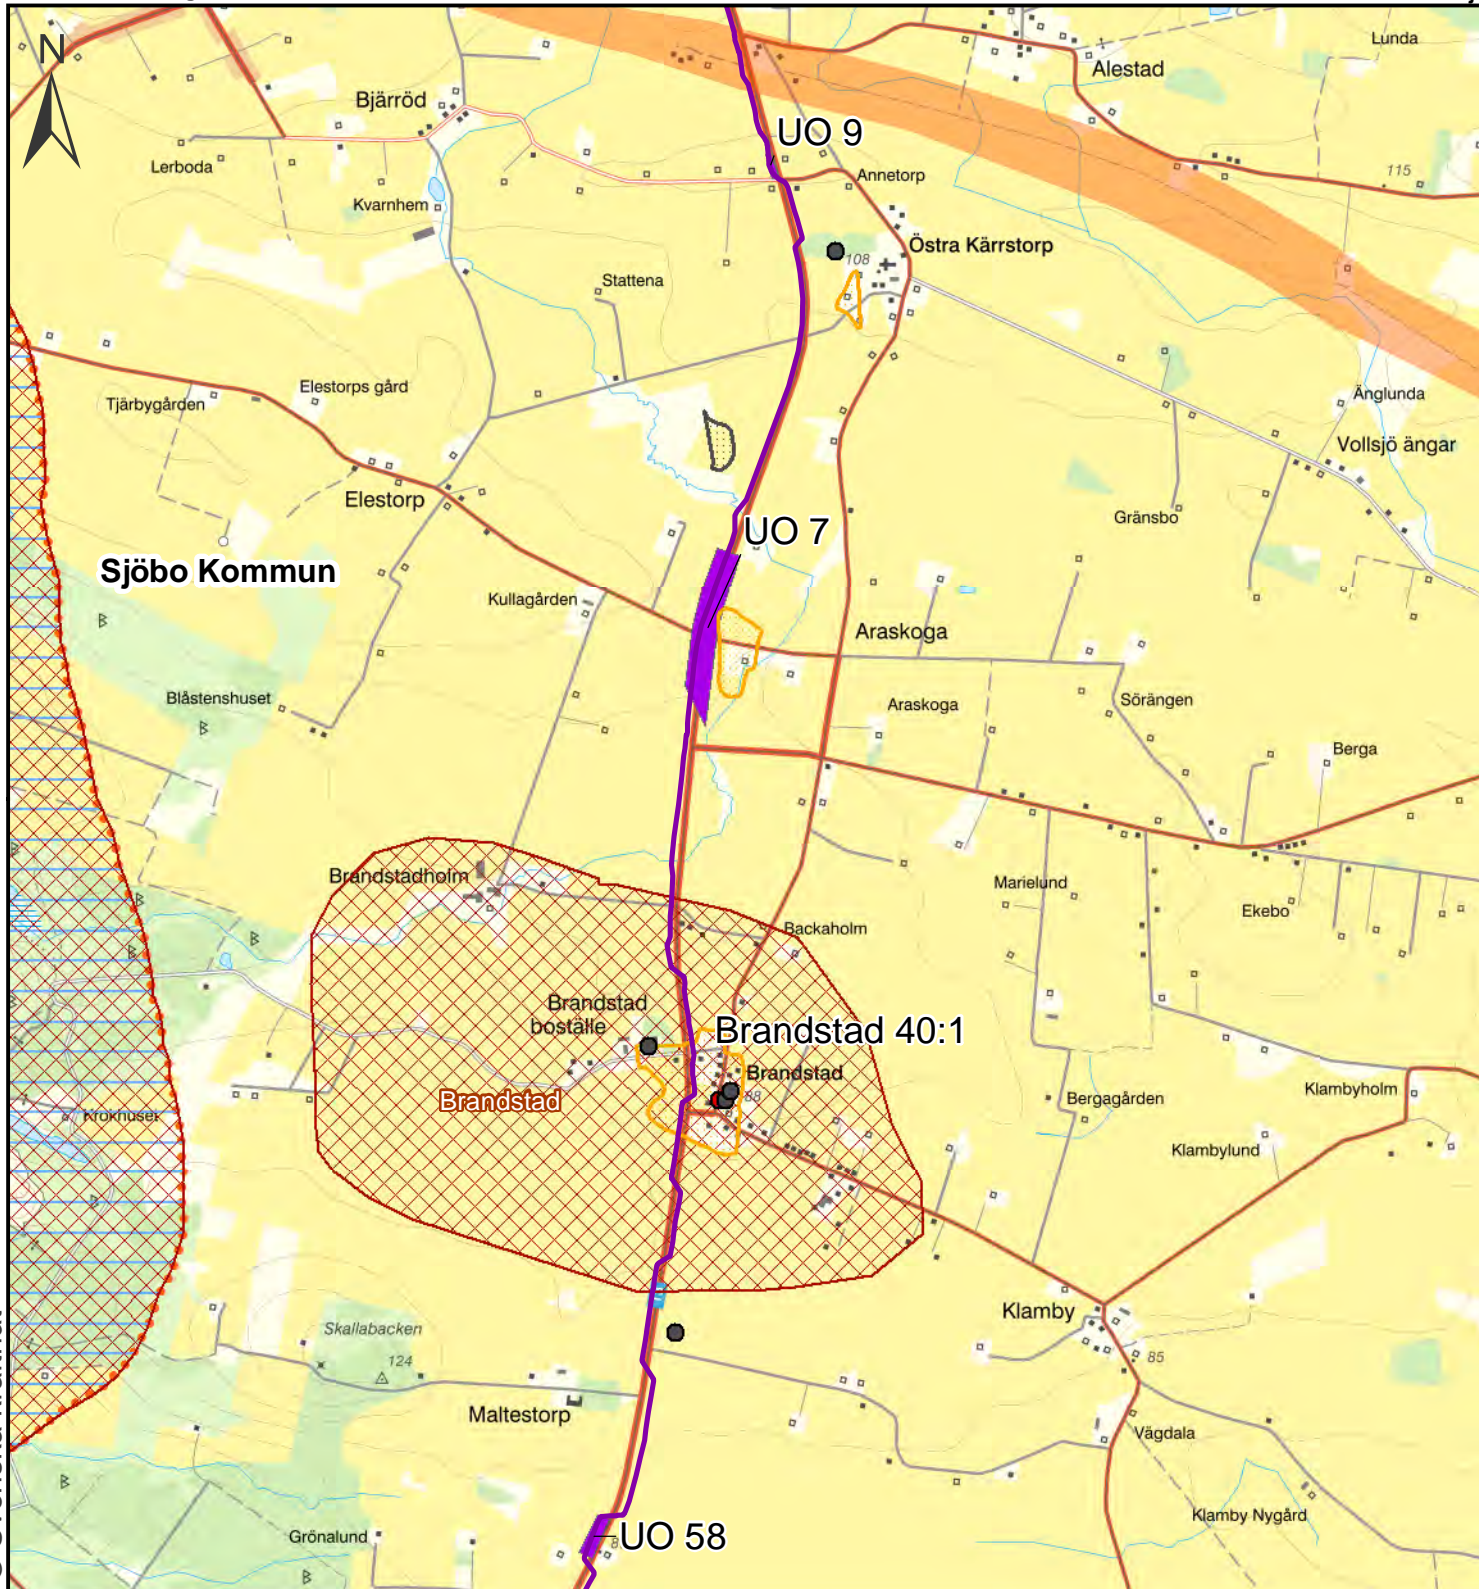 Lunda
N
Alestad
Bjärröd
UO 9
Lerboda
115
Annetorp
Kvarnhem
Östra Kärrstorp
108
Stattena
Elestorps gård
Änglunda
Tjärbygården
Vollsjö ängar
Elestorp
Gränsbo
UO 7
Sjöbo Kommun
Kullagården
Araskoga
Blåstenshuset
Araskoga
Sörängen
Berga
Brandstadholm
Marielund
Ekebo
Backaholm
Brandstad
boställe
Brandstad 40:1
Brandstad
Klambyholm
Brandstad
88
Bergagården
Krokhuset
Klambylund
Klamby
Skallabacken
124
85
Maltestorp
Vägdala
Klamby Nygård
Grönalund
UO 58